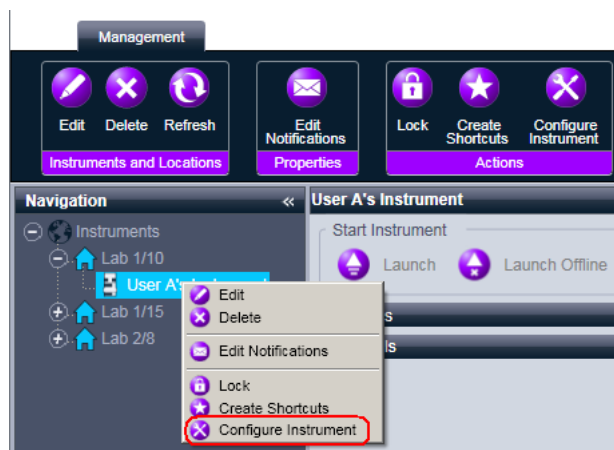 Management
Edit Delete Refresh
Edit Notifications
Lock
Create Shortcuts
Configure Instrument
Instruments and Locations
Properties
Actions
Navigation
«
User A's Instrument
Instruments
Start Instrument
Lab 1/10
Launch
Launch Offline
User A's
Edit
Lab 1/15
Delete
s
Lab 2/8
Edit Notifications
ls
Lock
Create Shortcuts
Configure Instrument